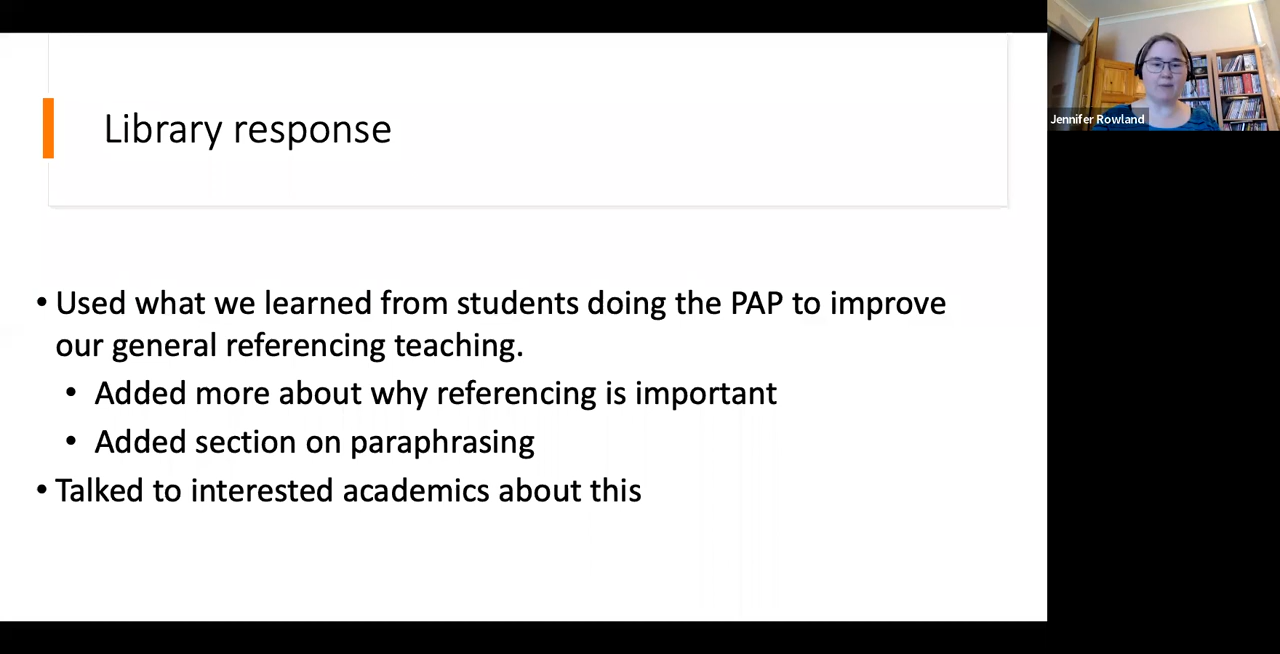 Library response
• Used what we learned from students doing the PAP to improve
our general referencing teaching.
• Added more about why referencing is important
• Added section on paraphrasing
• Talked to interested academics about this
Jennifer Rowland